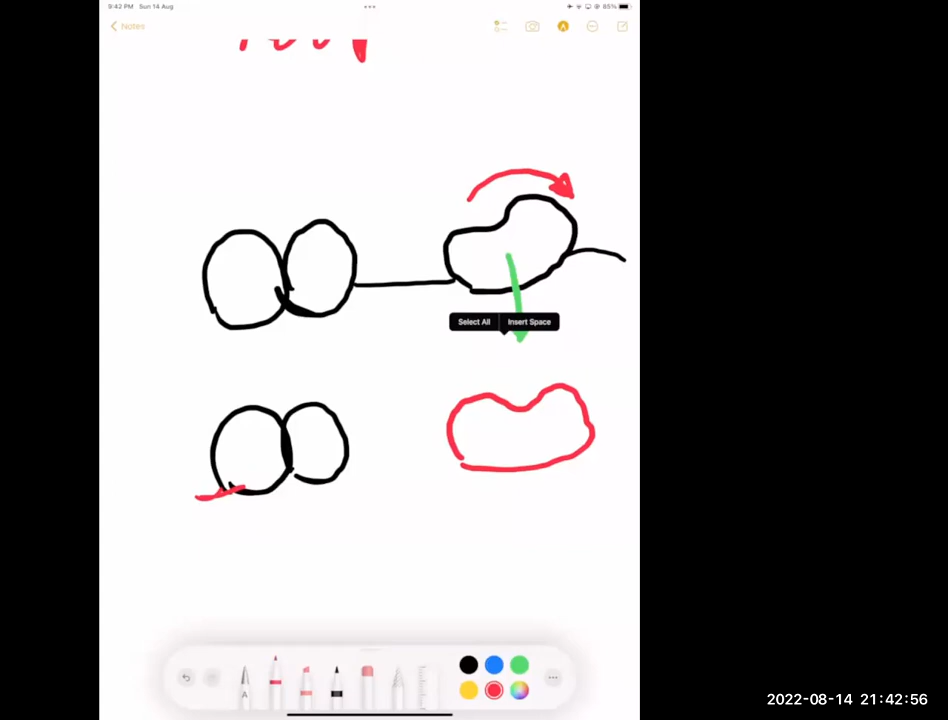 9:42 PM Sun 14 Aug 85%
Notes
Select All Insert Space
A
2022-08-14 21:42:56